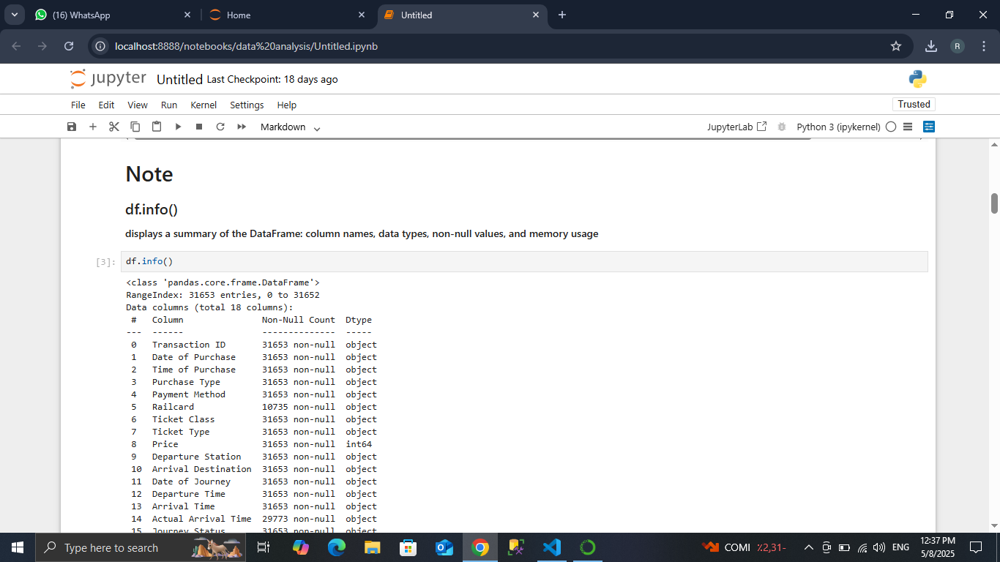 (16) WhatsApp
Home
Untitled
localhost:8888/notebooks/data%20analysis/Untitled.ipynb
R
jupyter Untitled Last Checkpoint: 18 days ago
File Edit View Run Kernel Settings Help
Trusted
Markdown
JupyterLab
Python 3 (ipykernel)
Note
df.info()
displays a summary of the DataFrame: column names, data types, non-null values, and memory usage
[3]: df.info()
<class 'pandas.core.frame.DataFrame'>
RangeIndex: 31653 entries, 0 to 31652
Data columns (total 18 columns):
 #   Column               Non-Null Count  Dtype
---  ------               --------------  -----
 0   Transaction ID       31653 non-null  object
 1   Date of Purchase     31653 non-null  object
 2   Time of Purchase     31653 non-null  object
 3   Purchase Type        31653 non-null  object
 4   Payment Method       31653 non-null  object
 5   Railcard             10735 non-null  object
 6   Ticket Class         31653 non-null  object
 7   Ticket Type          31653 non-null  object
 8   Price                31653 non-null  int64
 9   Departure Station    31653 non-null  object
 10  Arrival Destination  31653 non-null  object
 11  Date of Journey      31653 non-null  object
 12  Departure Time       31653 non-null  object
 13  Arrival Time         31653 non-null  object
 14  Actual Arrival Time  29773 non-null  object
 15  Journey Status       31653 non-null  object
Type here to search
COMI ٪2,31-
ENG
12:37 PM
5/8/2025